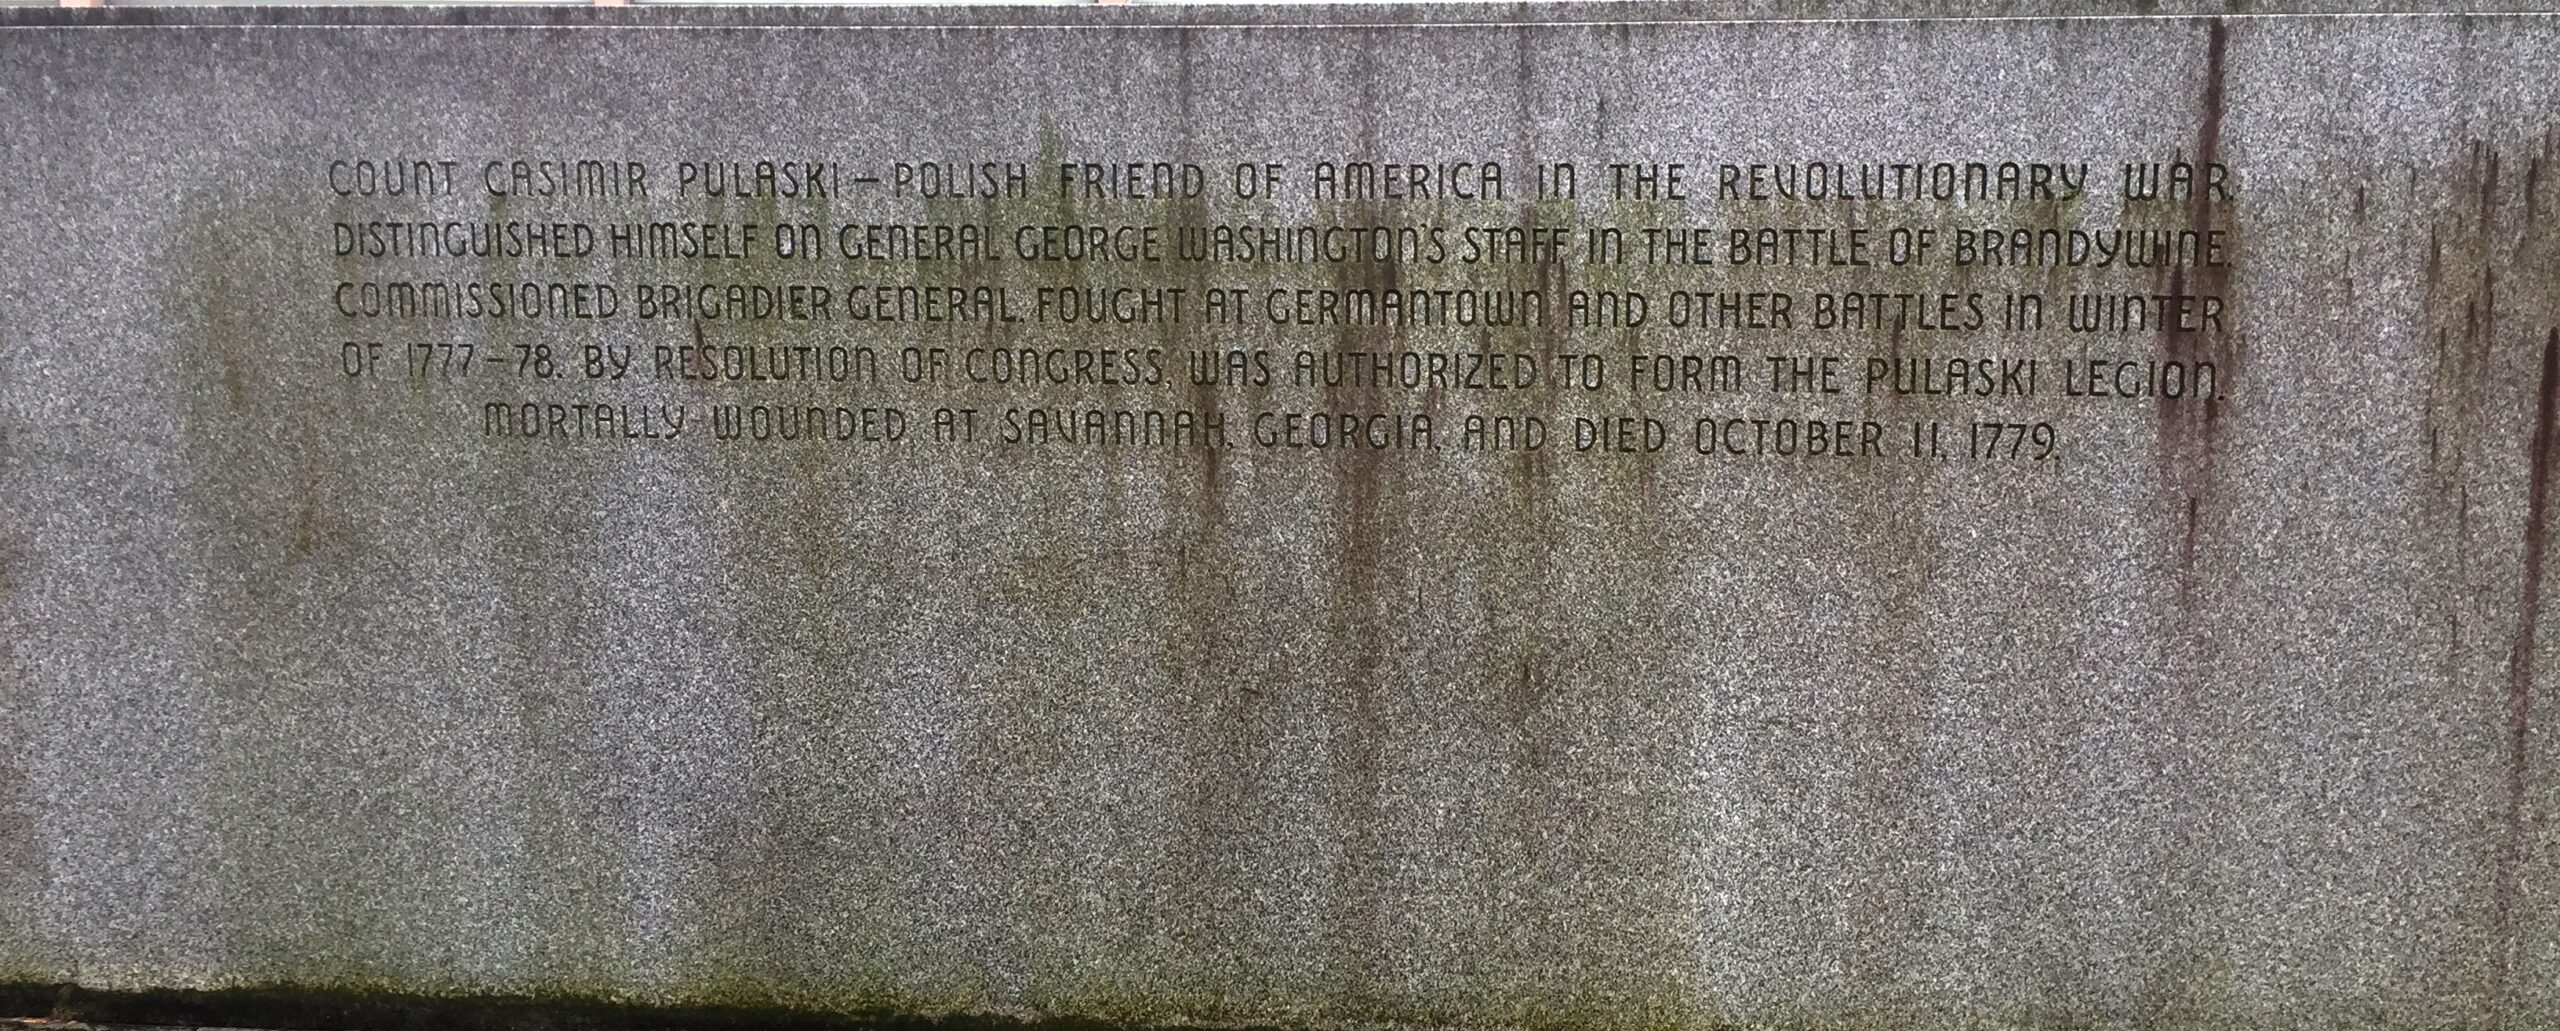 COUNT CASIMIR PULASKI – POLISH FRIEND OF AMERICA IN THE REVOLUTIONARY WAR.
DISTINGUISHED HIMSELF ON GENERAL GEORGE WASHINGTON'S STAFF IN THE BATTLE OF BRANDYWINE.
COMMISSIONED BRIGADIER GENERAL. FOUGHT AT GERMANTOWN AND OTHER BATTLES IN WINTER
OF 1777–78. BY RESOLUTION OF CONGRESS, WAS AUTHORIZED TO FORM THE PULASKI LEGION.
MORTALLY WOUNDED AT SAVANNAH, GEORGIA, AND DIED OCTOBER 11, 1779.